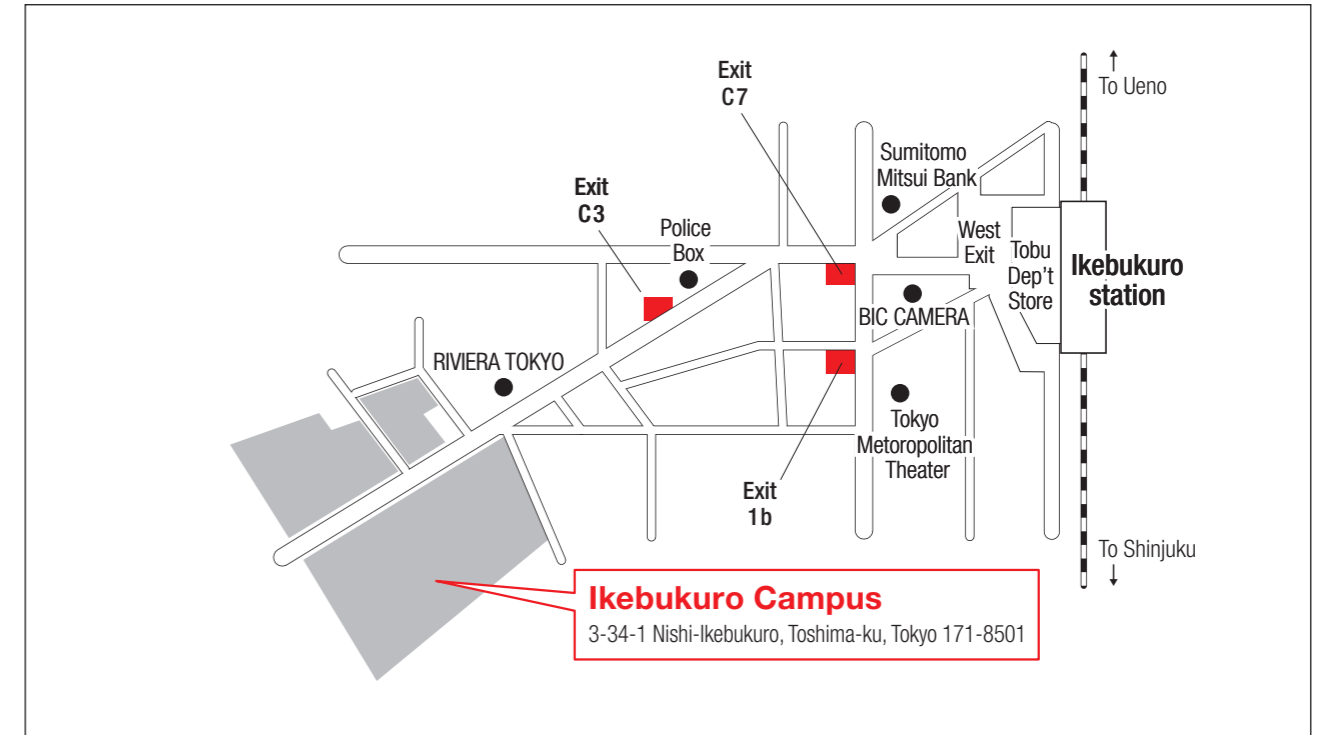 Exit
C7
To Ueno
Sumitomo
Mitsui Bank
Exit
C3
Police
Box
West
Exit
Tobu
Dep't
Store
Ikebukuro
station
BIC CAMERA
RIVIERA TOKYO
Tokyo
Metoropolitan
Theater
Exit
1b
To Shinjuku
Ikebukuro Campus
3-34-1 Nishi-Ikebukuro, Toshima-ku, Tokyo 171-8501